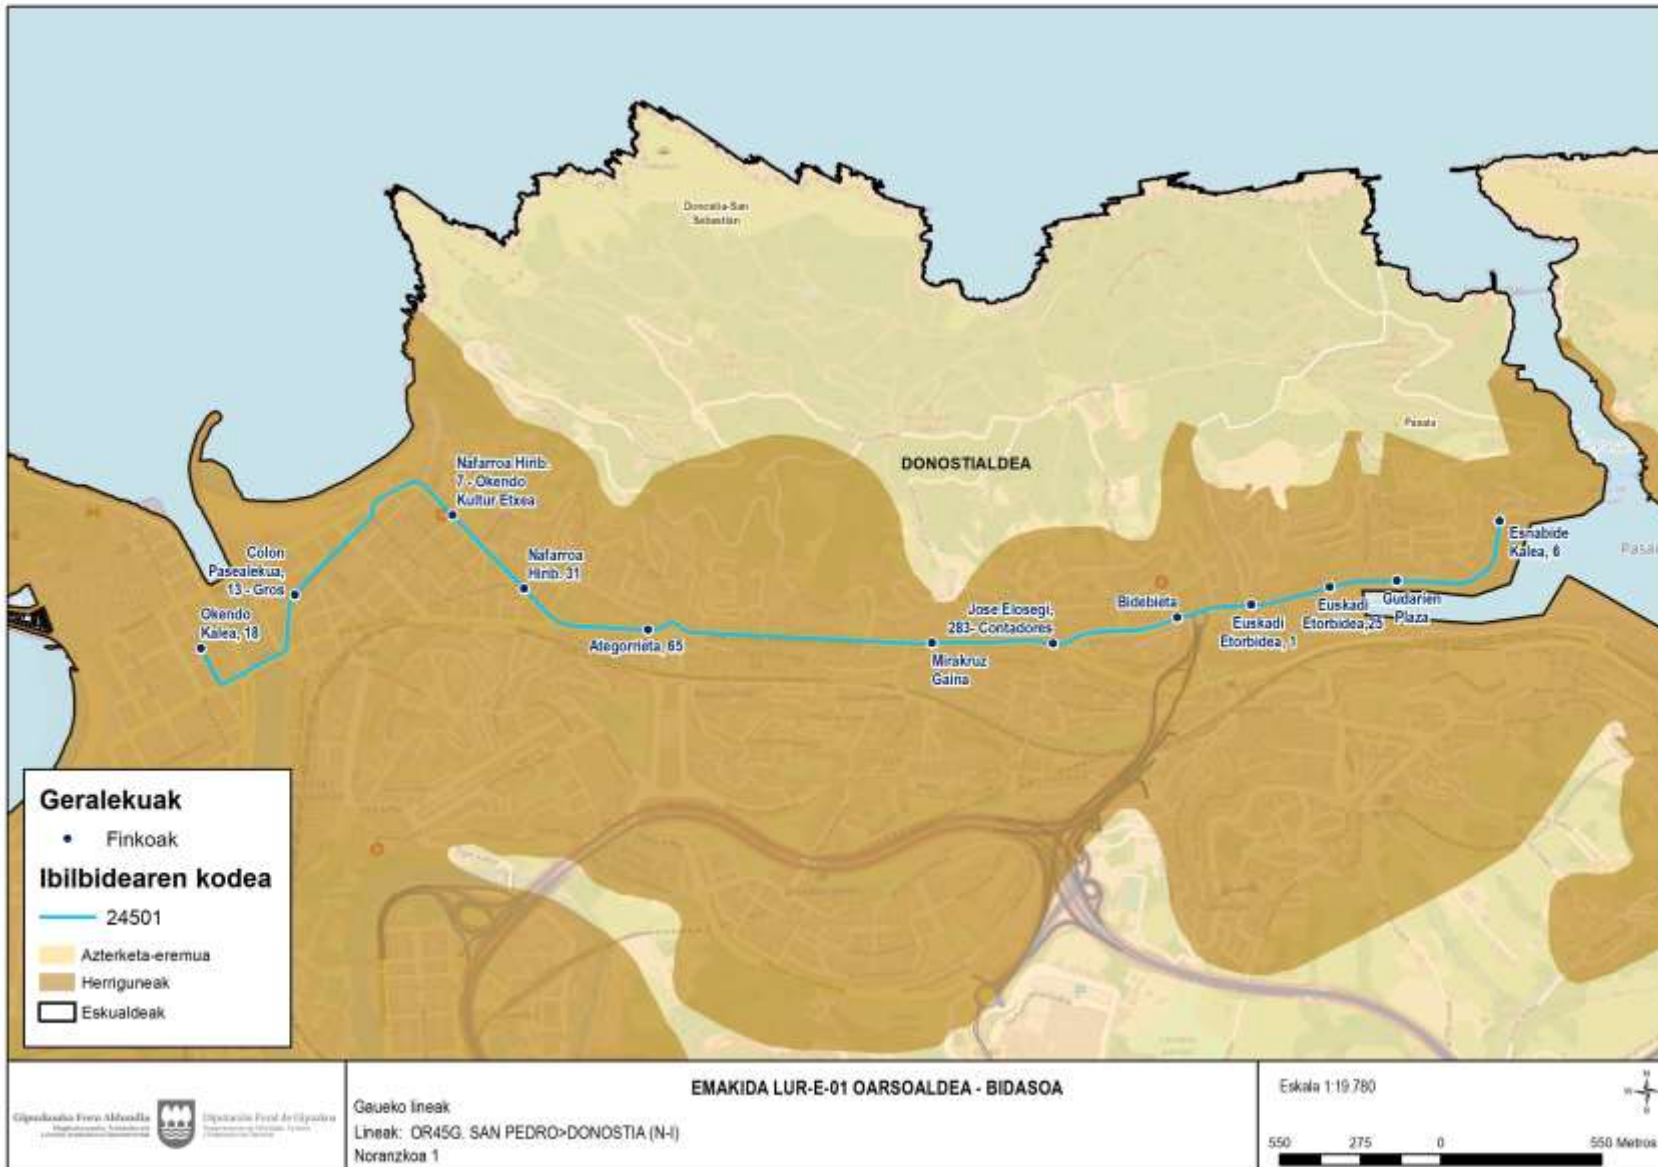 Donostia-San
Sebastián
DONOSTIALDEA
Pasaia
Nafarroa Hirib.
7 - Okendo
Kultur Etxea
Colon
Pasealekua,
13 - Gros
Nafarroa
Hirib. 31
Okendo
Kalea, 18
Ategorrieta, 65
Jose Elosegi,
283- Contadores
Mirakruz
Gaina
Bidebieta
Euskadi
Etorbidea, 1
Euskadi
Etorbidea,25
Gudarien
Plaza
Esnabide
Kalea, 6
Geralekuak
Finkoak
Ibilbidearen kodea
24501
Azterketa-eremua
Herriguneak
Eskualdeak
Gipuzkoako Foru Aldundia
Diputación Foral de Gipuzkoa
EMAKIDA LUR-E-01 OARSOALDEA - BIDASOA
Gaueko lineak
Lineak: OR45G. SAN PEDRO>DONOSTIA (N-I)
Noranzkoa 1
Eskala 1:19.780
550 275 0 550 Metros